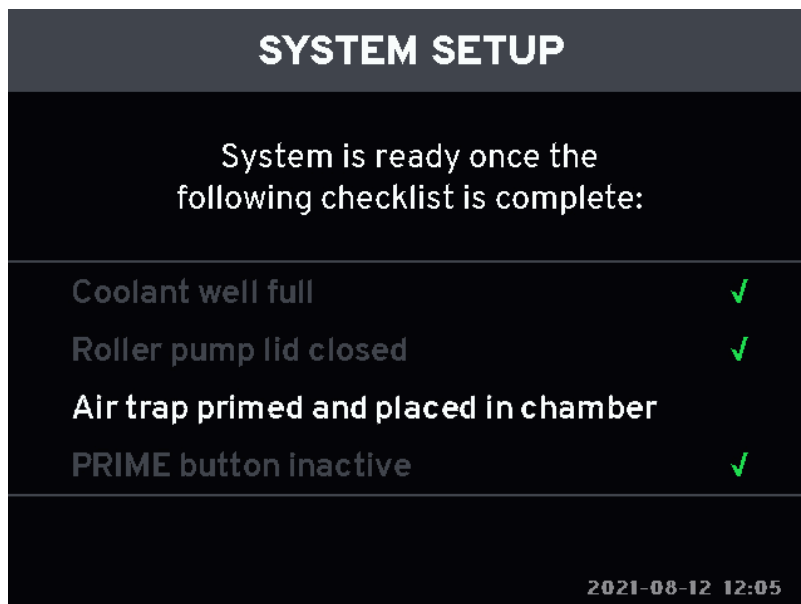 SYSTEM SETUP
System is ready once the
following checklist is complete:
Coolant well full √
Roller pump lid closed √
Air trap primed and placed in chamber
PRIME button inactive √
2021-08-12 12:05